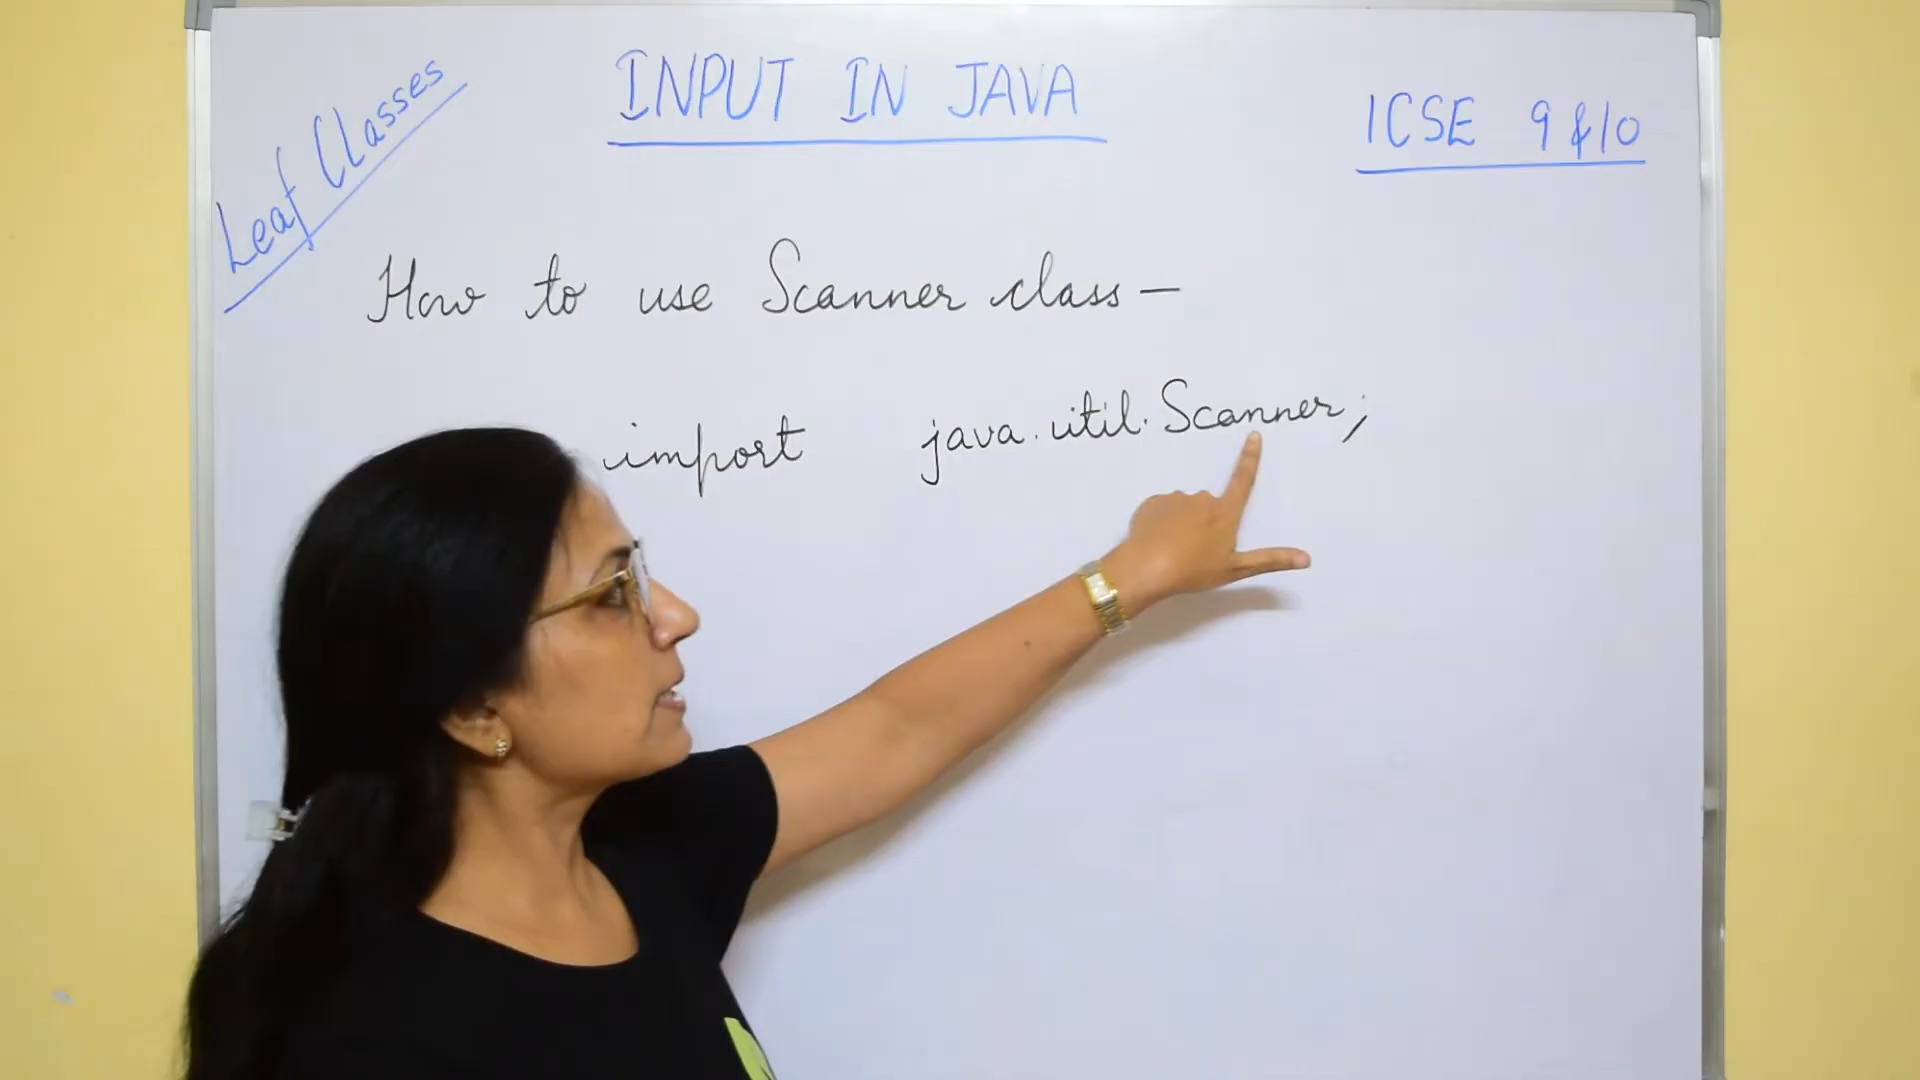 Leaf Classes
INPUT IN JAVA
ICSE 9 & 10
How to use Scanner class -
import java.util.Scanner;